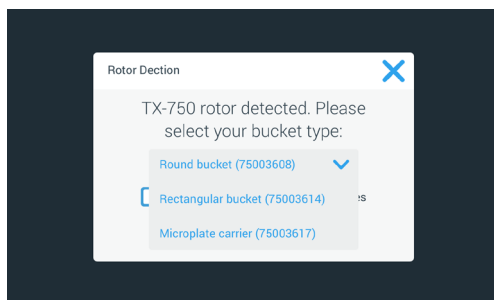 Rotor Dection
TX-750 rotor detected. Please
select your bucket type:
Round bucket (75003608)
Rectangular bucket (75003614)
Microplate carrier (75003617)